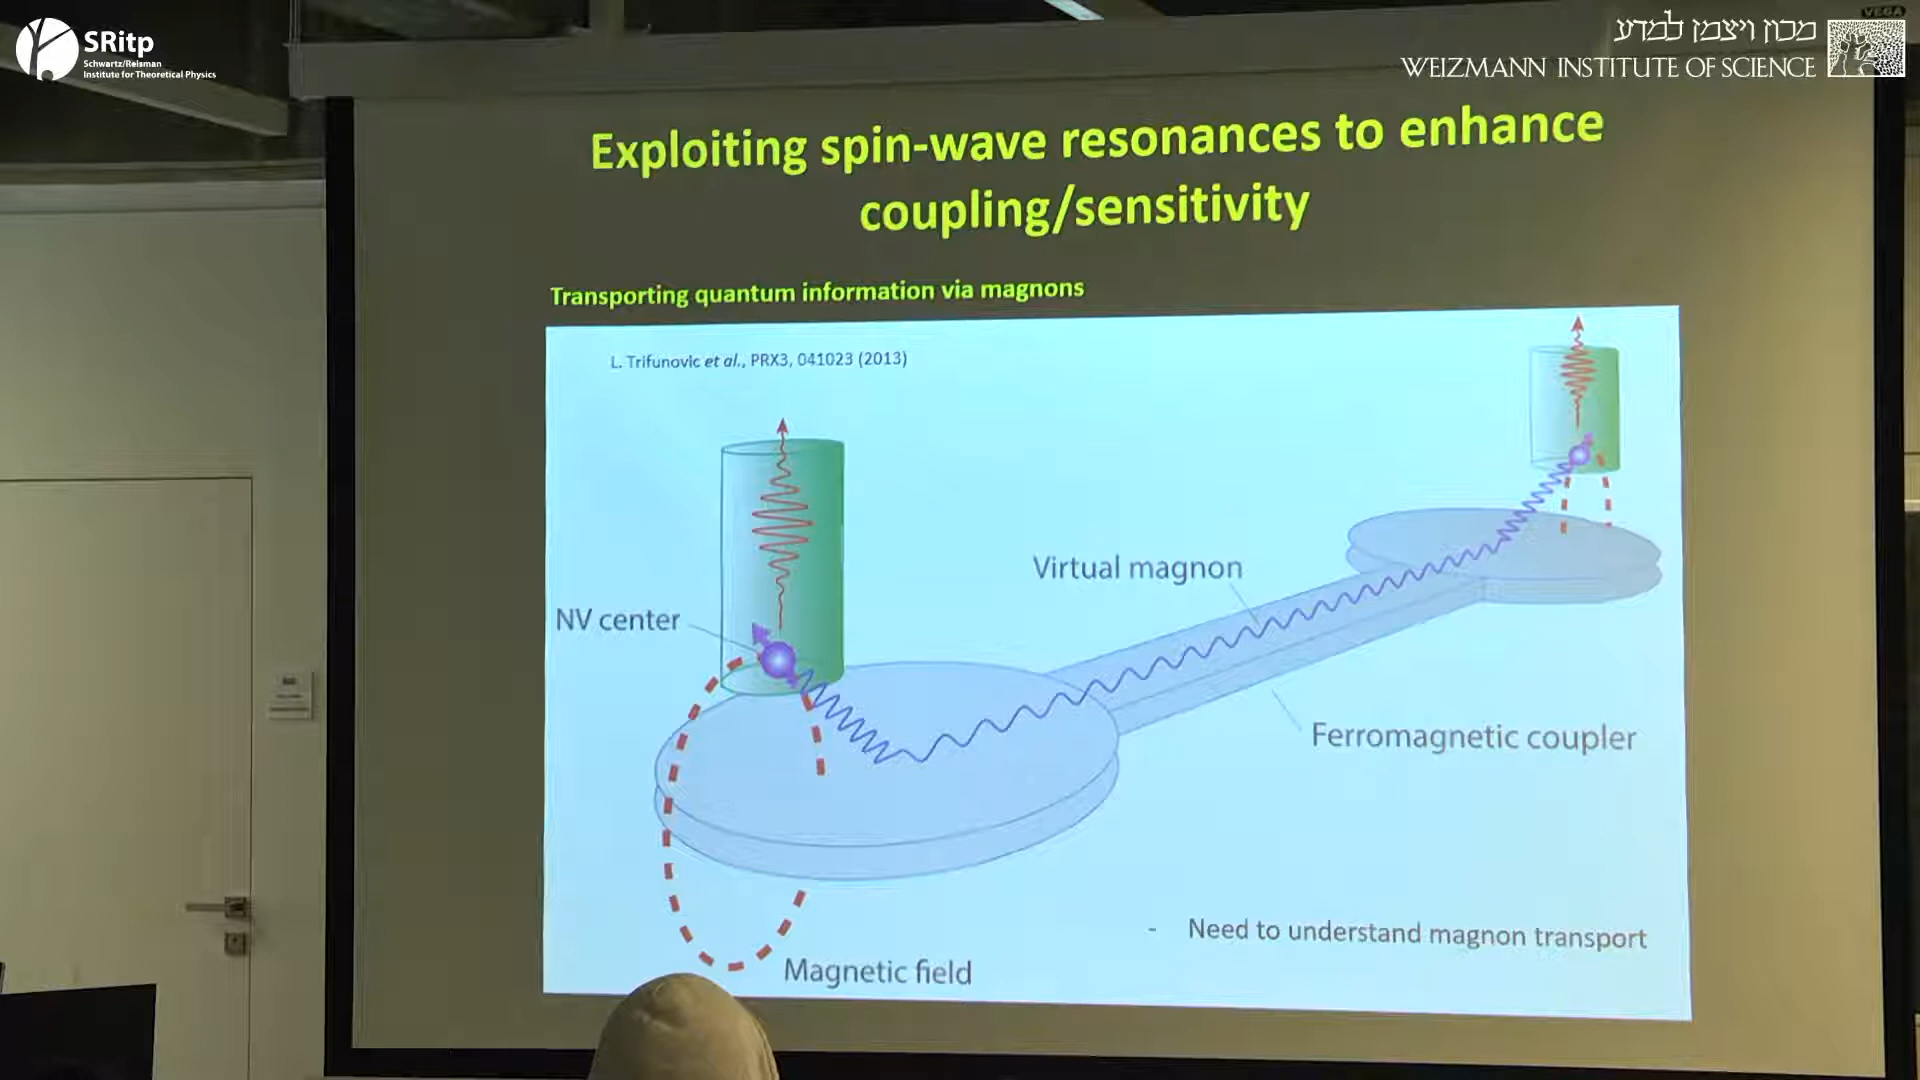 SRitp
Schwartz/Reisman
Institute for Theoretical Physics
מכון ויצמן למדע
WEIZMANN INSTITUTE OF SCIENCE
VEGA
Exploiting spin-wave resonances to enhance
coupling/sensitivity
Transporting quantum information via magnons
L. Trifunovic et al., PRX3, 041023 (2013)
Virtual magnon
NV center
Ferromagnetic coupler
- Need to understand magnon transport
Magnetic field